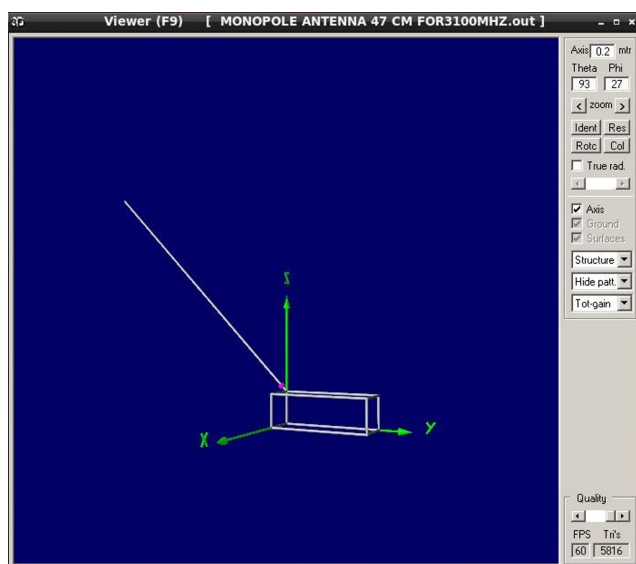 3D Viewer (F9) [ MONOPOLE ANTENNA 47 CM FOR3100MHZ.out ]
Axis 0.2 mtr
Theta Phi
93 27
< zoom >
Ident Res
Rotc Col
True rad.
Axis
Ground
Surfaces
Structure
Hide patt.
Tot-gain
Z
X
Y
Quality
FPS Tri's
60 5816